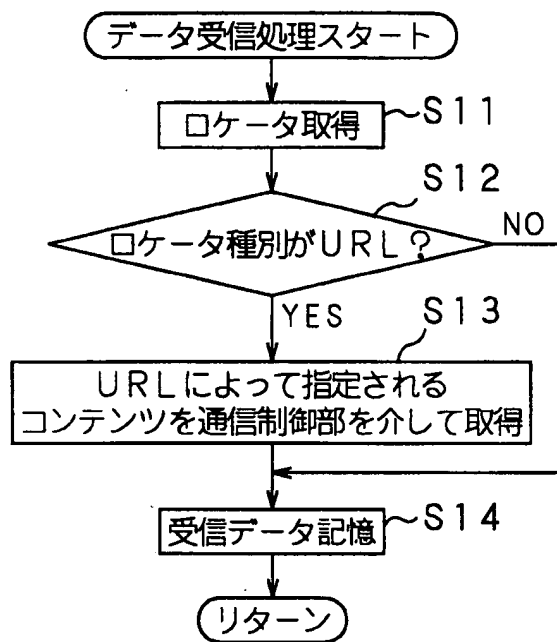 データ受信処理スタート
ロケータ取得
S11
S12
ロケータ種別がURL?
NO
YES
S13
URLによって指定される
コンテンツを通信制御部を介して取得
受信データ記憶
S14
リターン